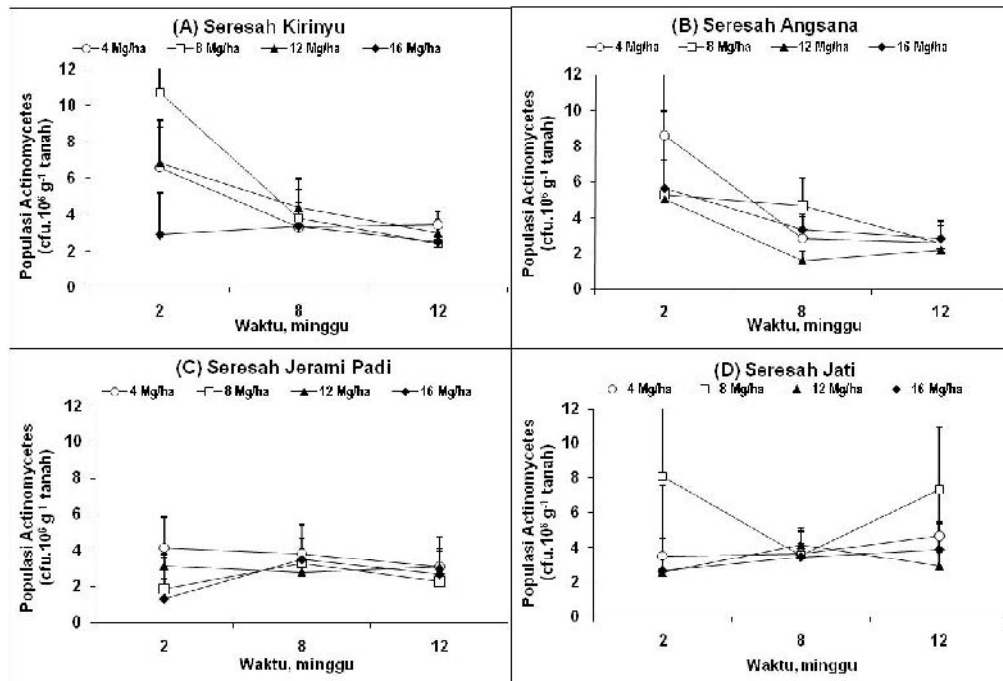 (A) Seresah Kirinyu
4 Mg/ha 8 Mg/ha 12 Mg/ha 16 Mg/ha
Populasi Actinomycetes
(cfu.10⁶ g⁻¹ tanah)
12
10
8
6
4
2
0
2 8 12
Waktu, minggu
(B) Seresah Angsana
4 Mg/ha 8 Mg/ha 12 Mg/ha 16 Mg/ha
Populasi Actinomycetes
(cfu.10⁶ g⁻¹ tanah)
12
10
8
6
4
2
0
2 8 12
Waktu, minggu
(C) Seresah Jerami Padi
4 Mg/ha 8 Mg/ha 12 Mg/ha 16 Mg/ha
Populasi Actinomycetes
(cfu.10⁶ g⁻¹ tanah)
12
10
8
6
4
2
0
2 8 12
Waktu, minggu
(D) Seresah Jati
4 Mg/ha 8 Mg/ha 12 Mg/ha 16 Mg/ha
Populasi Actinomycetes
(cfu.10⁶ g⁻¹ tanah)
12
10
8
6
4
2
0
2 8 12
Waktu, minggu